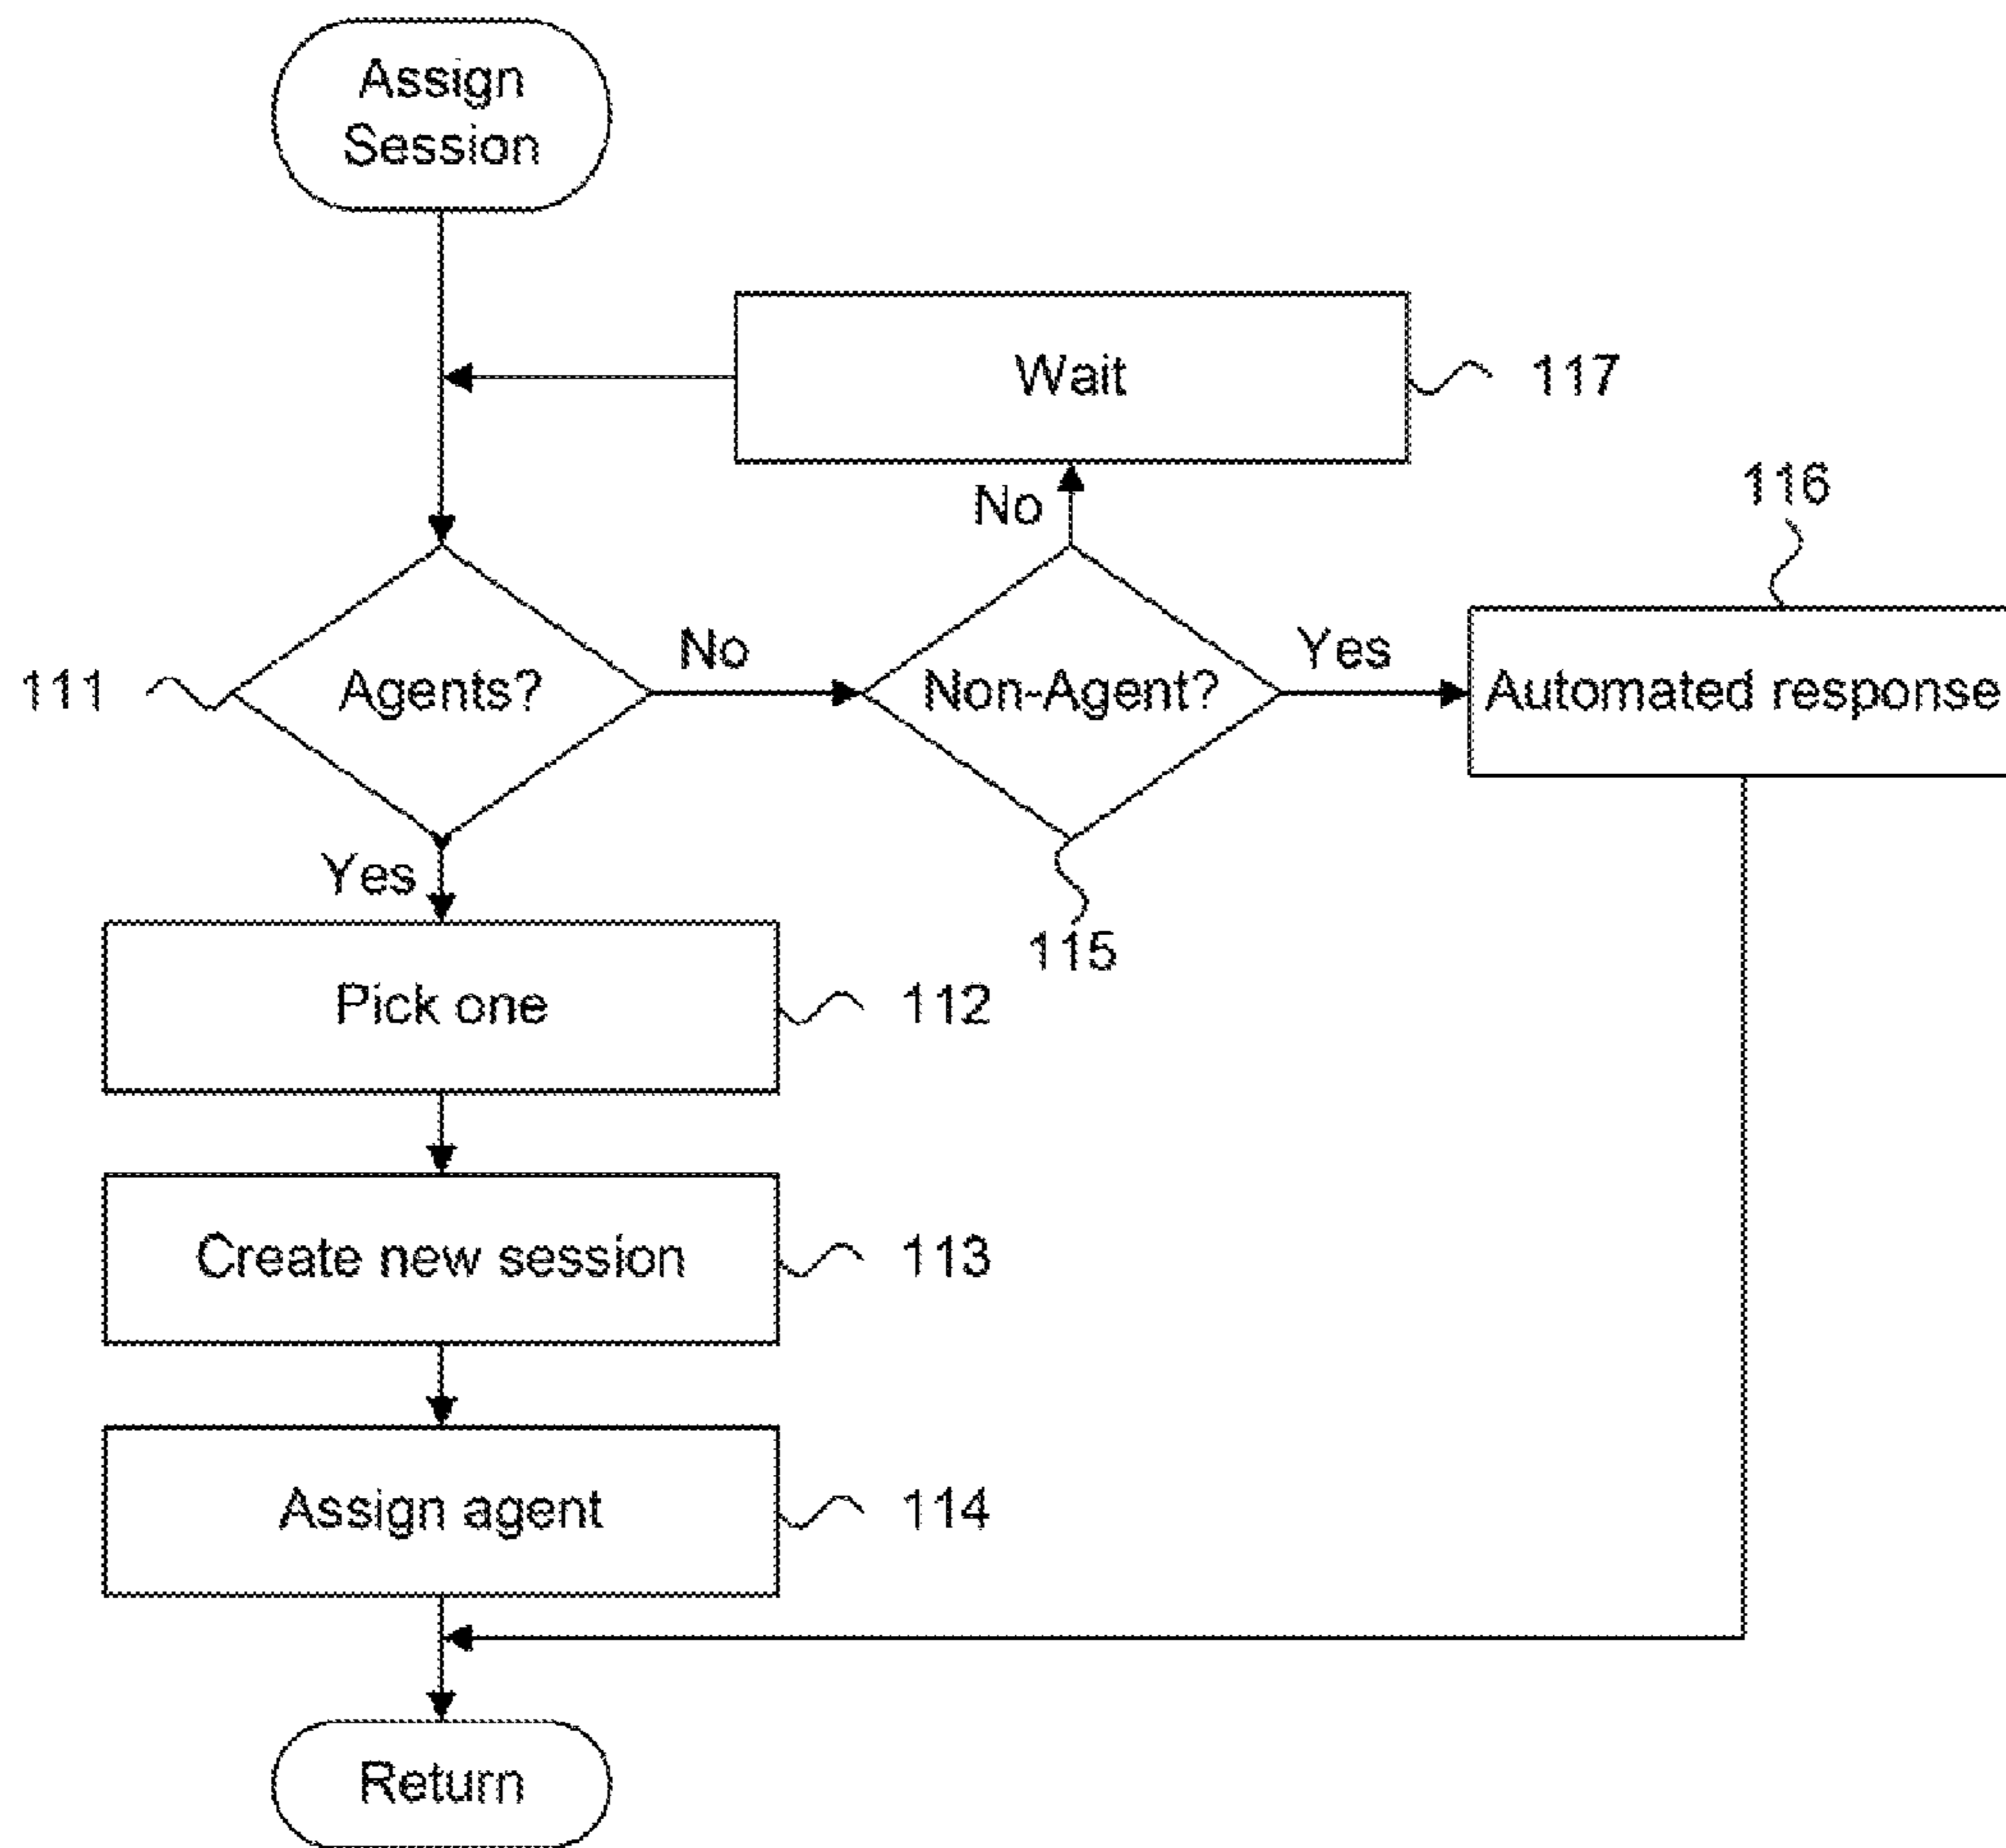 Assign
Session
Wait
117
No
116
111
Agents?
No
Non-Agent?
Yes
Automated response
Yes
115
Pick one
112
Create new session
113
Assign agent
114
Return